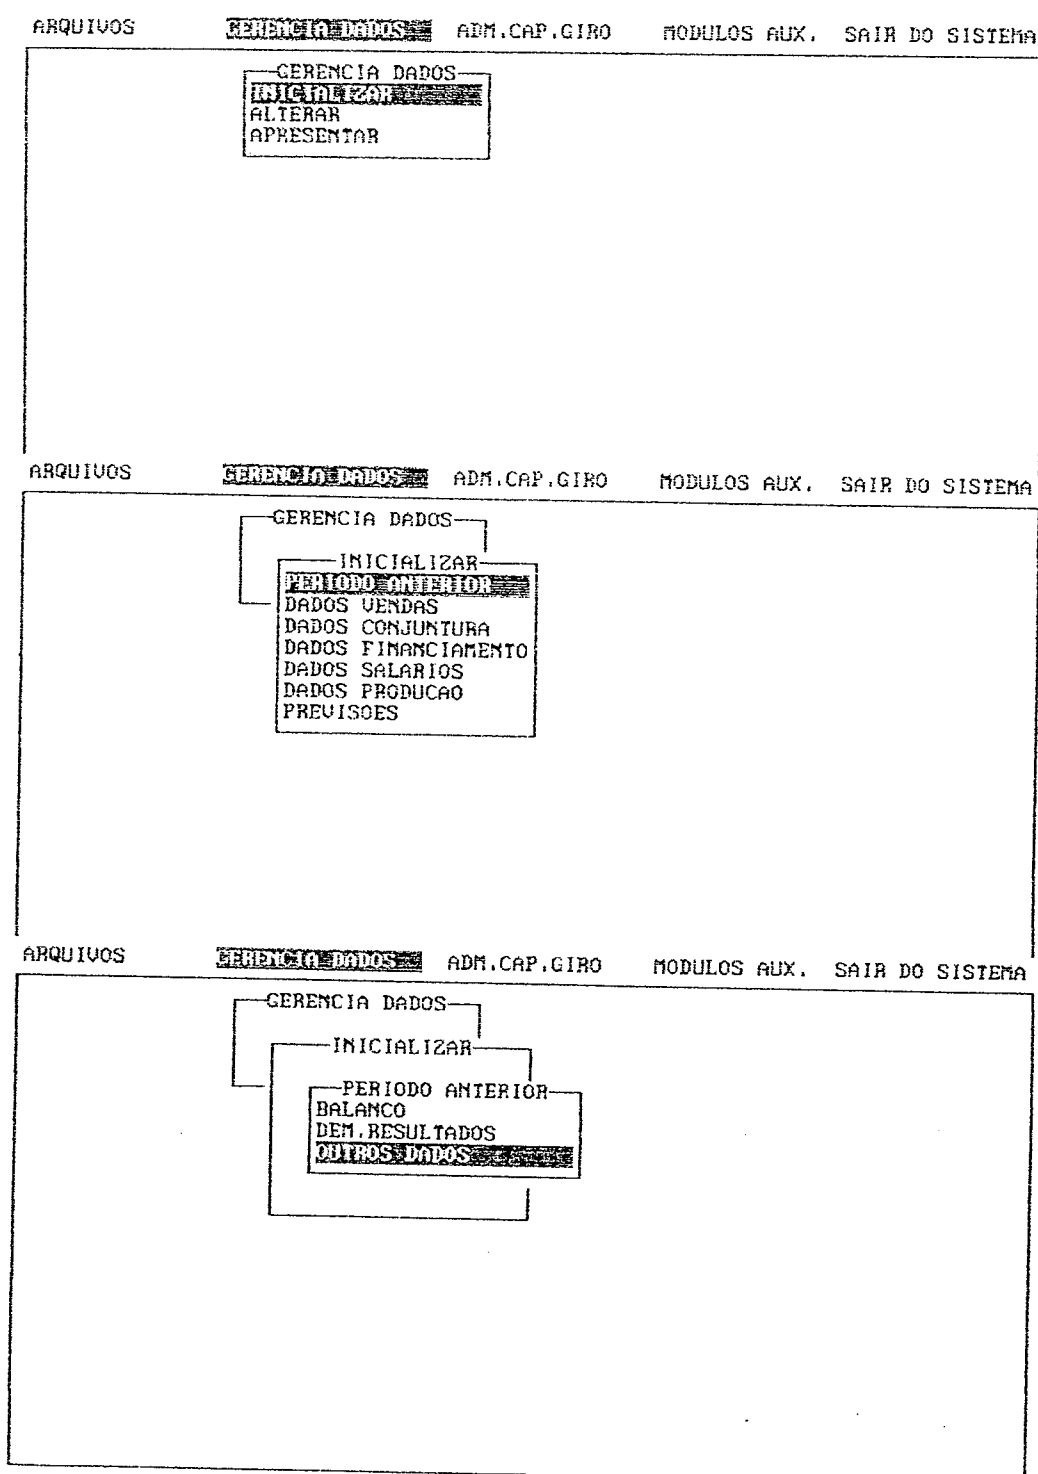 ARQUIVOS GERENCIA DADOS ADM.CAP.GIRO MODULOS AUX. SAIR DO SISTEMA
GERENCIA DADOS
INICIALIZAR
ALTERAR
APRESENTAR
ARQUIVOS GERENCIA DADOS ADM.CAP.GIRO MODULOS AUX. SAIR DO SISTEMA
GERENCIA DADOS
INICIALIZAR
PERIODO ANTERIOR
DADOS VENDAS
DADOS CONJUNTURA
DADOS FINANCIAMENTO
DADOS SALARIOS
DADOS PRODUCAO
PREVISOES
ARQUIVOS GERENCIA DADOS ADM.CAP.GIRO MODULOS AUX. SAIR DO SISTEMA
GERENCIA DADOS
INICIALIZAR
PERIODO ANTERIOR
BALANCO
DEM.RESULTADOS
OUTROS DADOS